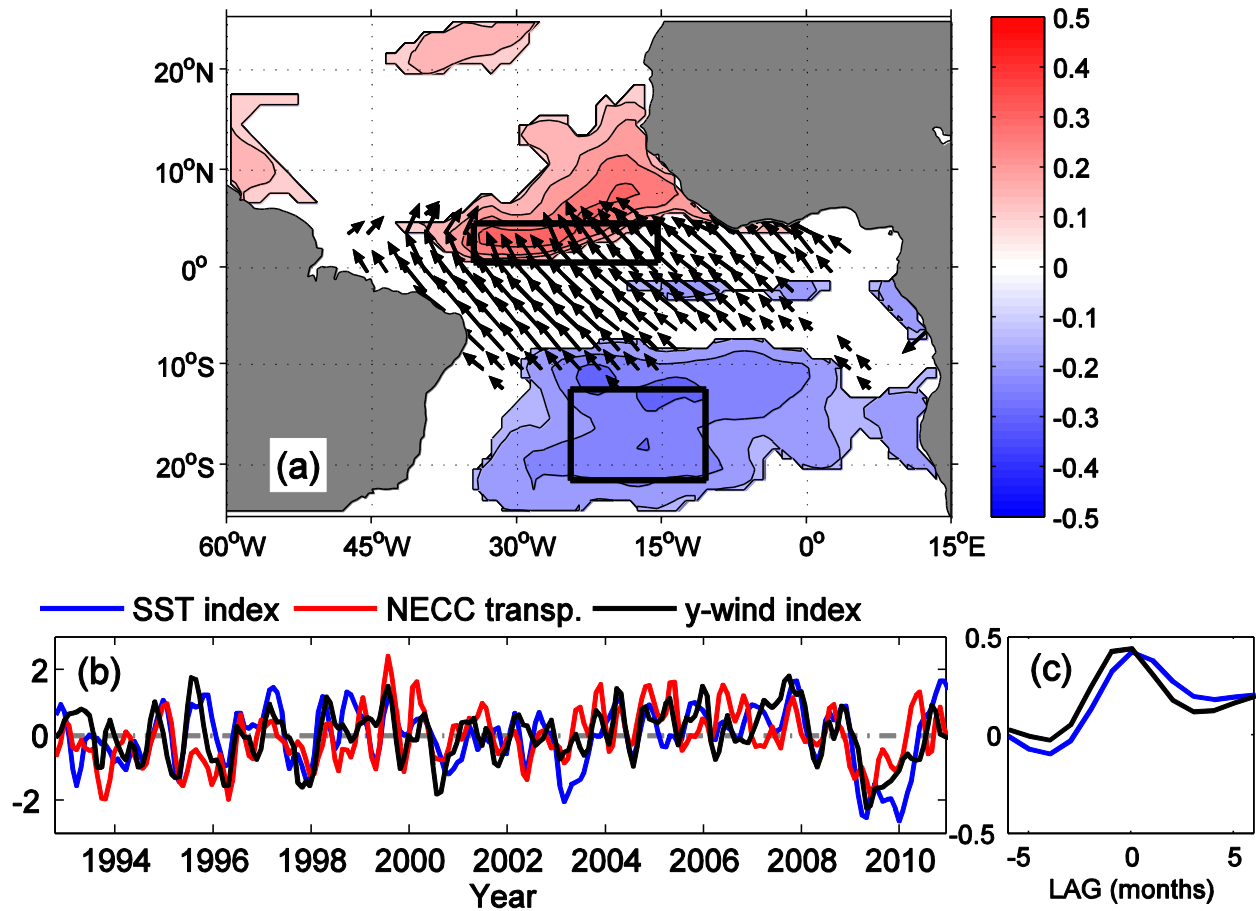 20°N
10°N
0°
10°S
20°S
(a)
60°W 45°W 30°W 15°W 0° 15°E
0.5
0.4
0.3
0.2
0.1
0
-0.1
-0.2
-0.3
-0.4
-0.5
SST index NECC transp. y-wind index
(b)
2
0
-2
1994 1996 1998 2000 2002 2004 2006 2008 2010
Year
(c)
0.5
0
0.5
-5 0 5
LAG (months)